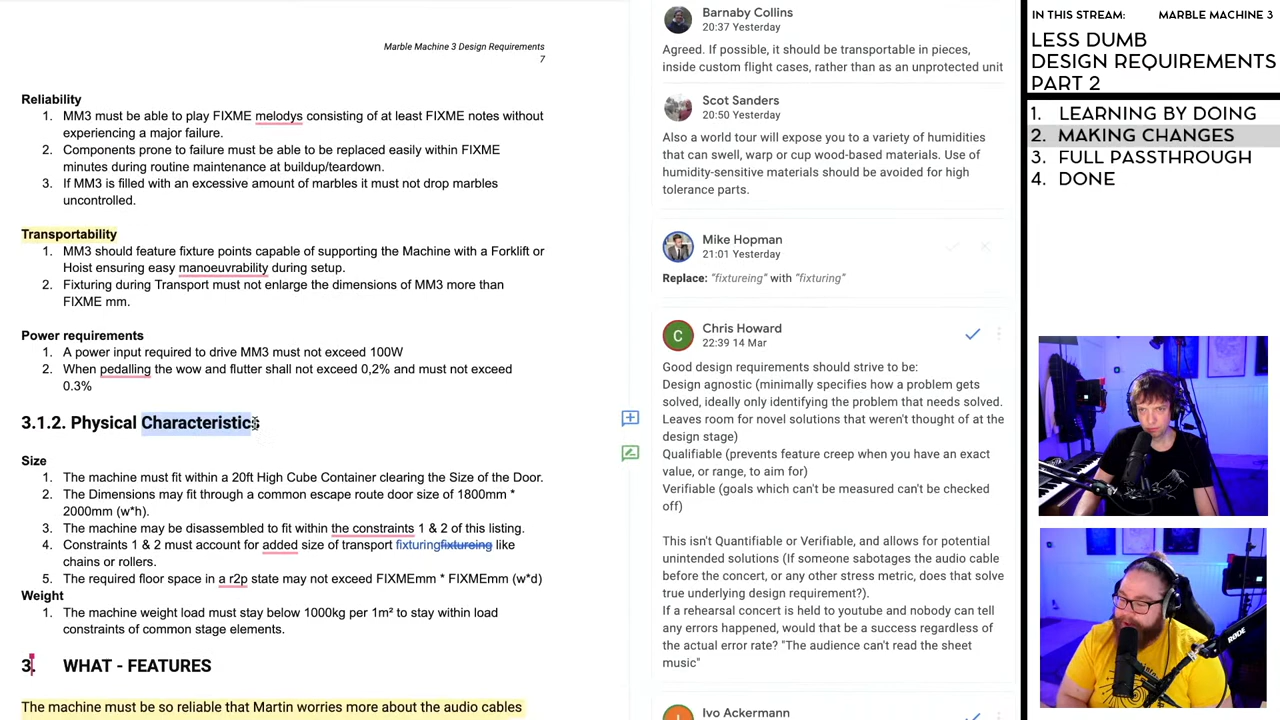 Marble Machine 3 Design Requirements
7
Reliability
1. MM3 must be able to play FIXME melodys consisting of at least FIXME notes without
experiencing a major failure.
2. Components prone to failure must be able to be replaced easily within FIXME
minutes during routine maintenance at buildup/teardown.
3. If MM3 is filled with an excessive amount of marbles it must not drop marbles
uncontrolled.
Transportability
1. MM3 should feature fixture points capable of supporting the Machine with a Forklift or
Hoist ensuring easy manoeuvrability during setup.
2. Fixturing during Transport must not enlarge the dimensions of MM3 more than
FIXME mm.
Power requirements
1. A power input required to drive MM3 must not exceed 100W
2. When pedalling the wow and flutter shall not exceed 0,2% and must not exceed
0.3%
3.1.2. Physical Characteristics
Size
1. The machine must fit within a 20ft High Cube Container clearing the Size of the Door.
2. The Dimensions may fit through a common escape route door size of 1800mm *
2000mm (w*h).
3. The machine may be disassembled to fit within the constraints 1 & 2 of this listing.
4. Constraints 1 & 2 must account for added size of transport fixturingfixtureing like
chains or rollers.
5. The required floor space in a r2p state may not exceed FIXMEmm * FIXMEmm (w*d)
Weight
1. The machine weight load must stay below 1000kg per 1m² to stay within load
constraints of common stage elements.
3. WHAT - FEATURES
The machine must be so reliable that Martin worries more about the audio cables
Barnaby Collins
20:37 Yesterday
Agreed. If possible, it should be transportable in pieces,
inside custom flight cases, rather than as an unprotected unit
Scot Sanders
20:50 Yesterday
Also a world tour will expose you to a variety of humidities
that can swell, warp or cup wood-based materials. Use of
humidity-sensitive materials should be avoided for high
tolerance parts.
Mike Hopman
21:01 Yesterday
Replace: "fixtureing" with "fixturing"
C
Chris Howard
22:39 14 Mar
Good design requirements should strive to be:
Design agnostic (minimally specifies how a problem gets
solved, ideally only identifying the problem that needs solved.
Leaves room for novel solutions that weren't thought of at the
design stage)
Qualifiable (prevents feature creep when you have an exact
value, or range, to aim for)
Verifiable (goals which can't be measured can't be checked
off)
This isn't Quantifiable or Verifiable, and allows for potential
unintended solutions (If someone sabotages the audio cable
before the concert, or any other stress metric, does that solve
true underlying design requirement?).
If a rehearsal concert is held to youtube and nobody can tell
any errors happened, would that be a success regardless of
the actual error rate? "The audience can't read the sheet
music"
Ivo Ackermann
IN THIS STREAM: MARBLE MACHINE 3
LESS DUMB
DESIGN REQUIREMENTS
PART 2
1. LEARNING BY DOING
2. MAKING CHANGES
3. FULL PASSTHROUGH
4. DONE
RODE